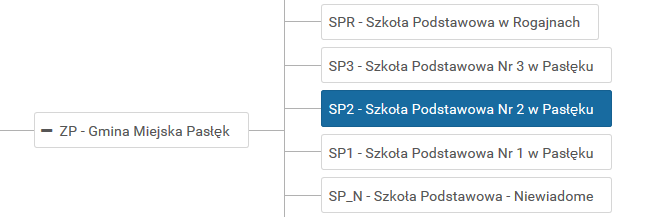 SPR - Szkoła Podstawowa w Rogajnach
SP3 - Szkoła Podstawowa Nr 3 w Pasłęku
SP2 - Szkoła Podstawowa Nr 2 w Pasłęku
ZP - Gmina Miejska Pasłęk
SP1 - Szkoła Podstawowa Nr 1 w Pasłęku
SP_N - Szkoła Podstawowa - Niewiadome